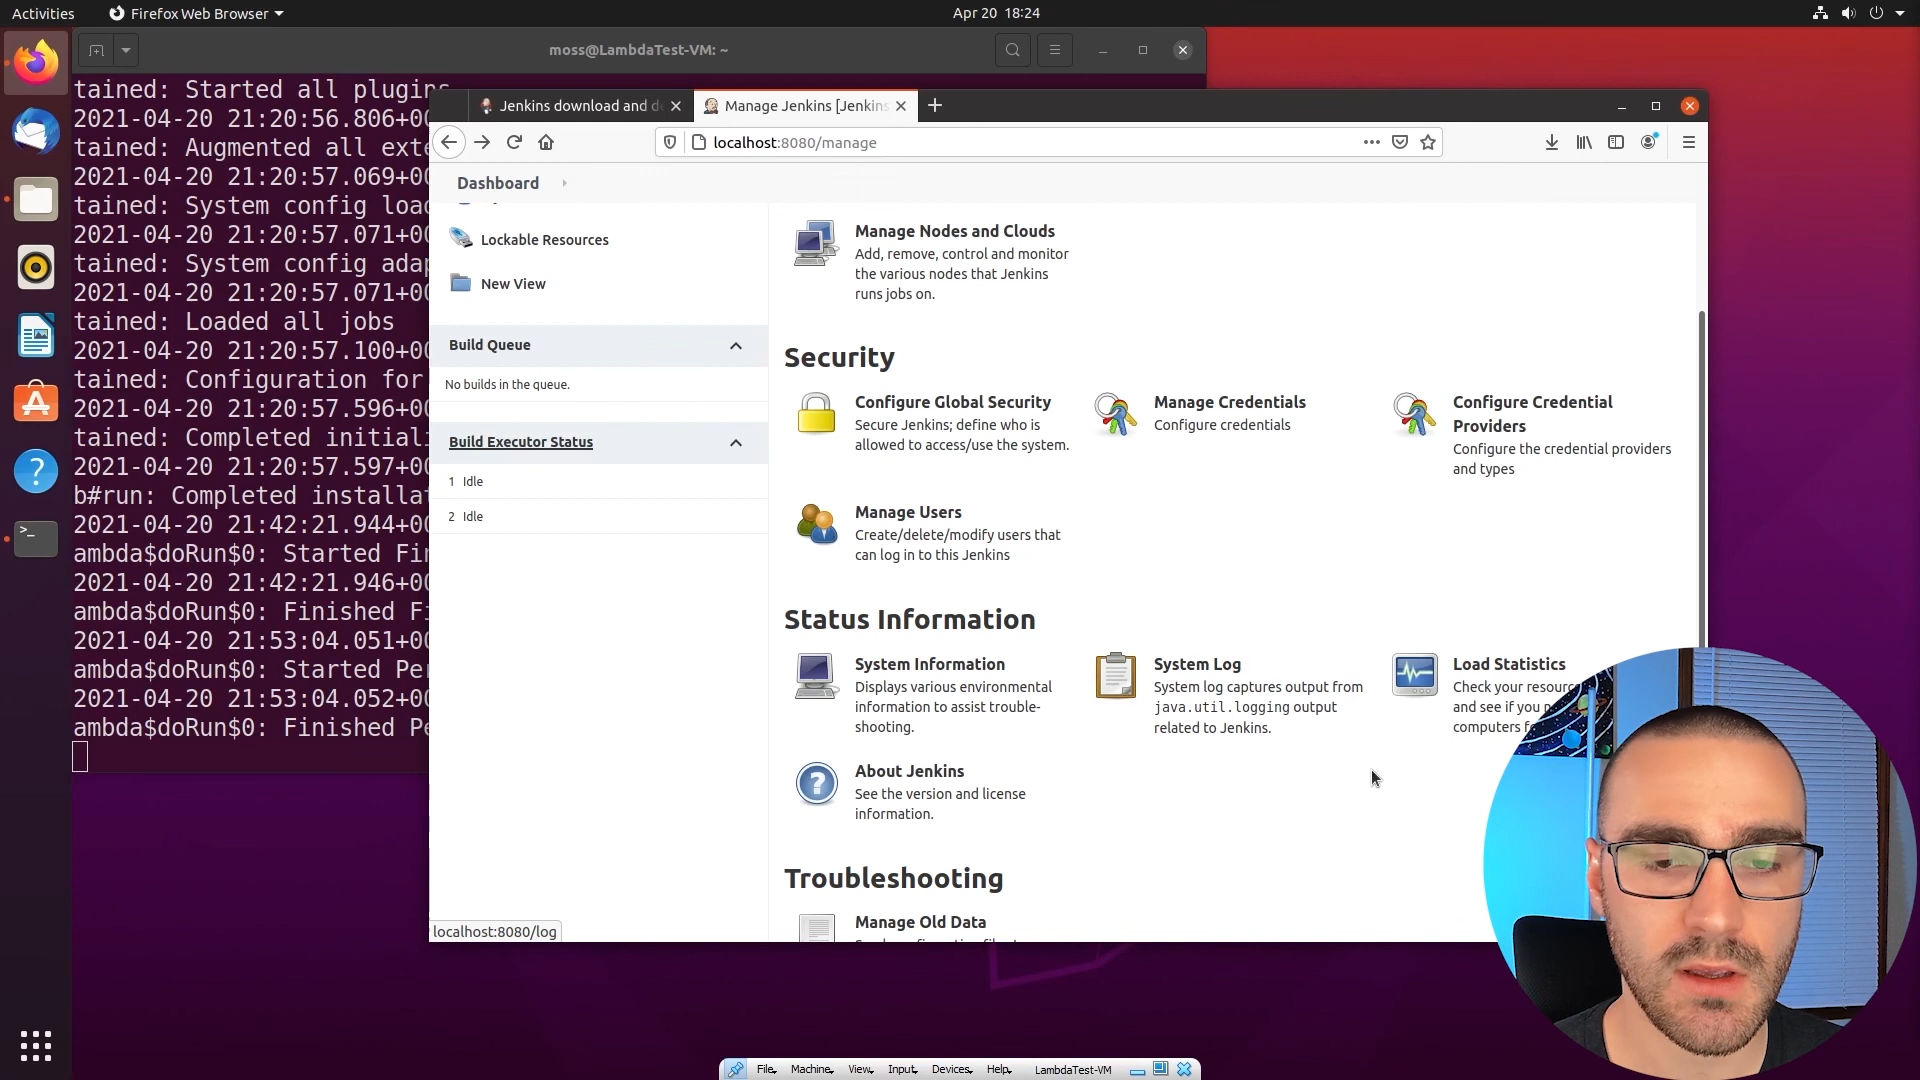 Activities
Firefox Web Browser
Apr 20 18:24
moss@LambdaTest-VM: ~
tained: Started all plugins
2021-04-20 21:20:56.806+00
tained: Augmented all exte
2021-04-20 21:20:57.069+00
tained: System config load
2021-04-20 21:20:57.071+00
tained: System config adap
2021-04-20 21:20:57.071+00
tained: Loaded all jobs
2021-04-20 21:20:57.100+00
tained: Configuration for
2021-04-20 21:20:57.596+00
tained: Completed initiali
2021-04-20 21:20:57.597+00
b#run: Completed installat
2021-04-20 21:42:21.944+00
ambda$doRun$0: Started Fin
2021-04-20 21:42:21.946+00
ambda$doRun$0: Finished Fi
2021-04-20 21:53:04.051+00
ambda$doRun$0: Started Per
2021-04-20 21:53:04.052+00
ambda$doRun$0: Finished Pe
Jenkins download and de
Manage Jenkins [Jenkins
localhost:8080/manage
Dashboard
Lockable Resources
New View
Build Queue
No builds in the queue.
Build Executor Status
1 Idle
2 Idle
Manage Nodes and Clouds
Add, remove, control and monitor
the various nodes that Jenkins
runs jobs on.
Security
Configure Global Security
Secure Jenkins; define who is
allowed to access/use the system.
Manage Credentials
Configure credentials
Configure Credential
Providers
Configure the credential providers
and types
Manage Users
Create/delete/modify users that
can log in to this Jenkins
Status Information
System Information
Displays various environmental
information to assist trouble-
shooting.
System Log
System log captures output from
java.util.logging output
related to Jenkins.
Load Statistics
Check your resourc
and see if you n
computers f
About Jenkins
See the version and license
information.
Troubleshooting
Manage Old Data
localhost:8080/log
File Machine View Input Devices Help LambdaTest-VM